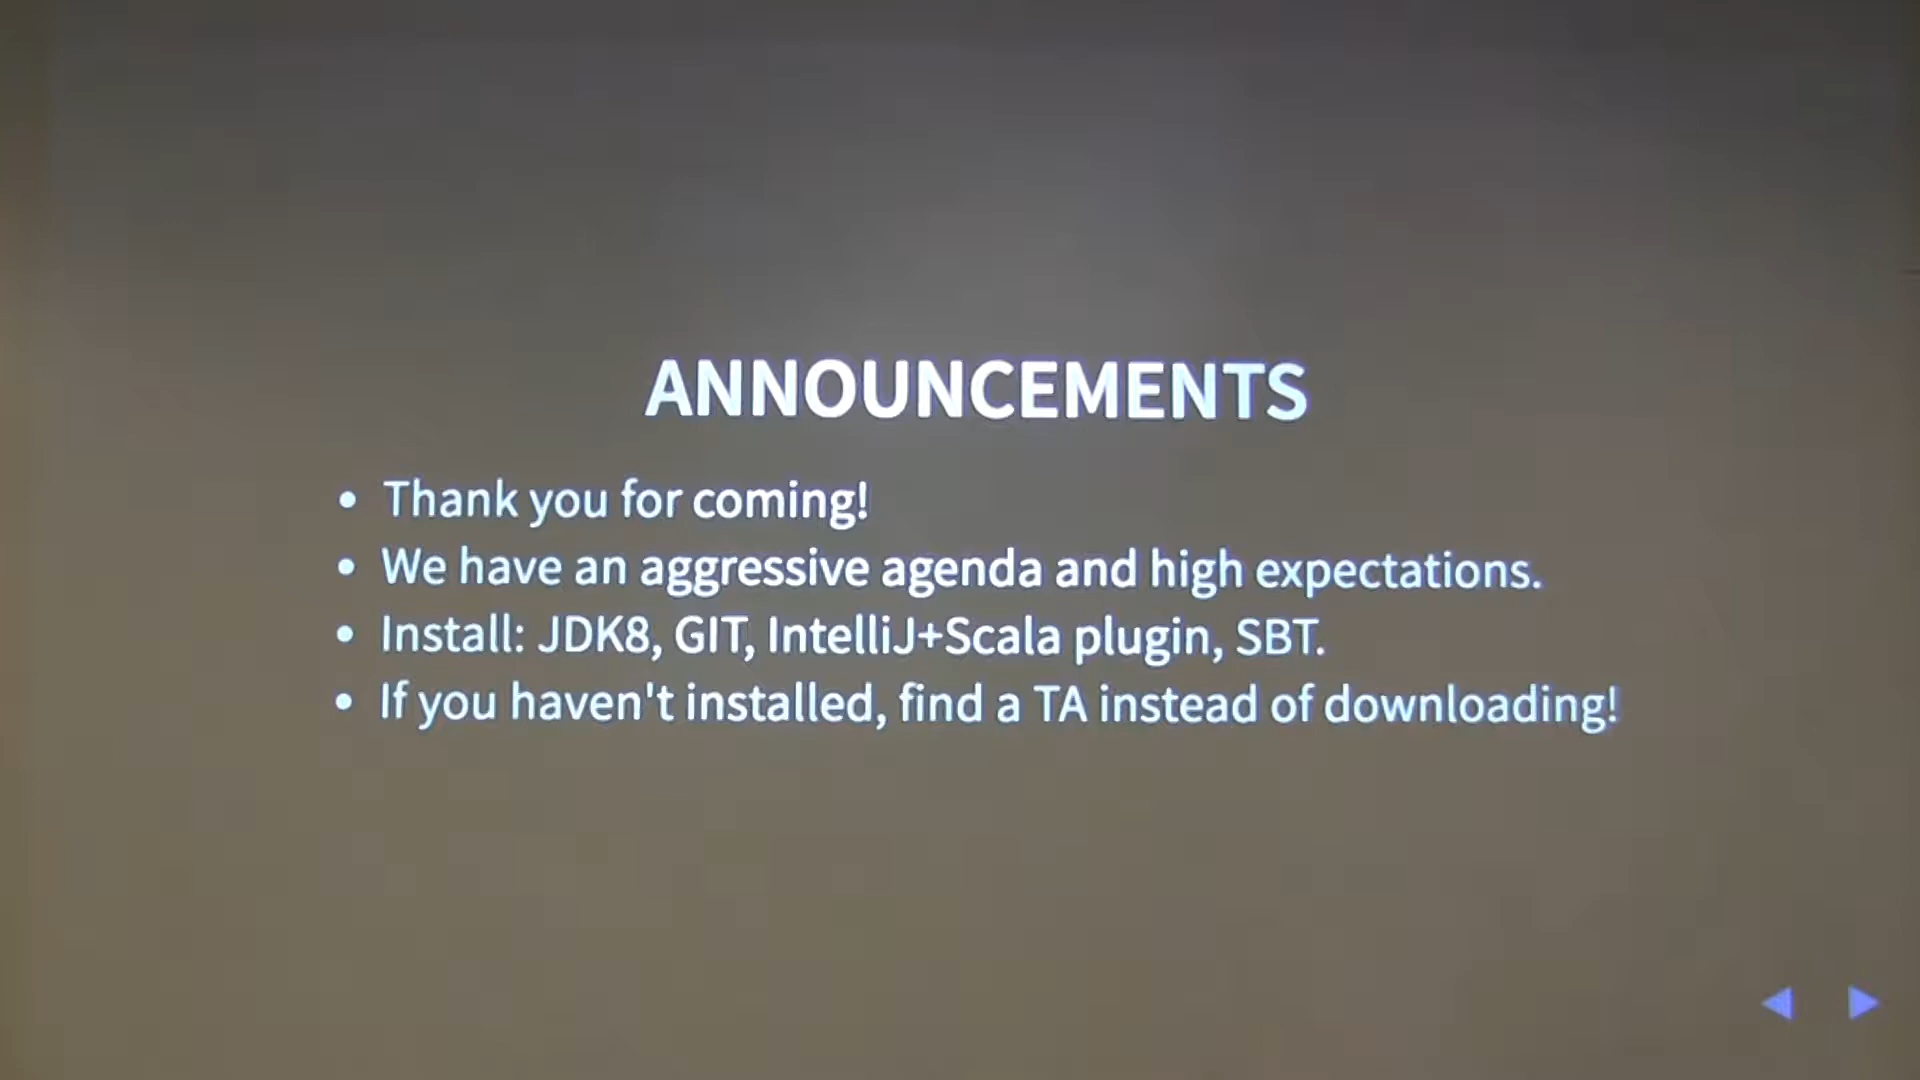 ANNOUNCEMENTS
• Thank you for coming!
• We have an aggressive agenda and high expectations.
• Install: JDK8, GIT, IntelliJ+Scala plugin, SBT.
• If you haven't installed, find a TA instead of downloading!